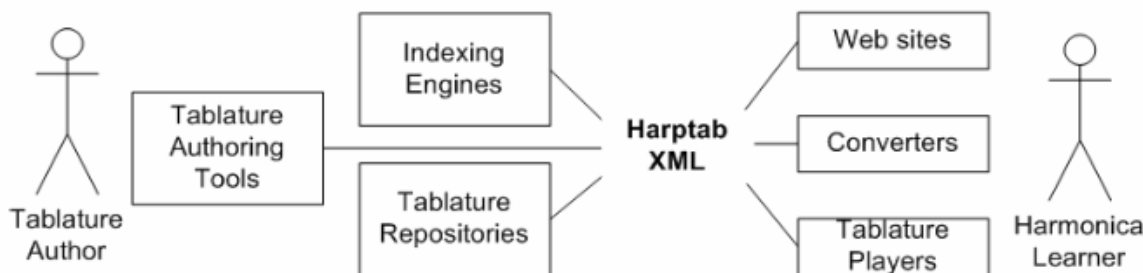 Tablature
Author
Tablature
Authoring
Tools
Indexing
Engines
Tablature
Repositories
Harptab
XML
Web sites
Converters
Tablature
Players
Harmonica
Learner